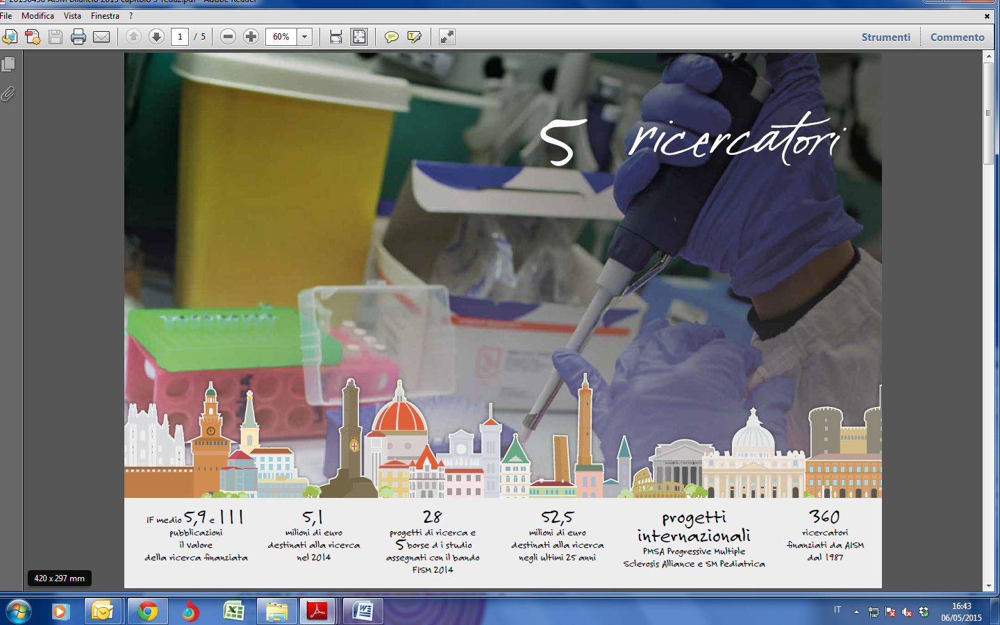 20150430 AISM Bilancio 2015 capitolo 5 reda2.pdf - Adobe Reader
File Modifica Vista Finestra ?
1 / 5 60% Strumenti Commento
5 ricercatori
IF medio 5,9 e 111
pubblicazioni
il valore
della ricerca finanziata
5,1
milioni di euro
destinati alla ricerca
nel 2014
28
progetti di ricerca e
5 borse d i studio
assegnati con il bando
FISM 2014
52,5
milioni di euro
destinati alla ricerca
negli ultimi 25 anni
progetti
internazionali
PMSA Progressive Multiple
Sclerosis Alliance e SM Pediatrica
360
ricercatori
finanziati da AISM
dal 1987
420 x 297 mm
IT
16:43
06/05/2015